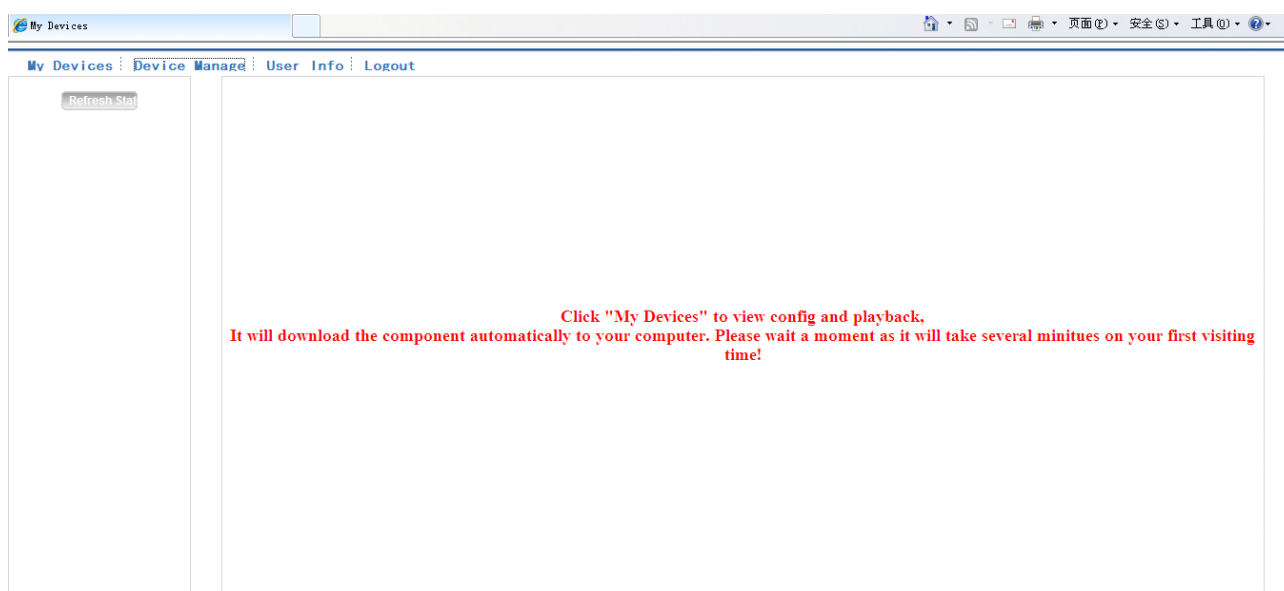 My Devices
页面(P) 安全(S) 工具(O)
My Devices Device Manage User Info Logout
Refresh Stat
Click "My Devices" to view config and playback,
It will download the component automatically to your computer. Please wait a moment as it will take several minitues on your first visiting
time!